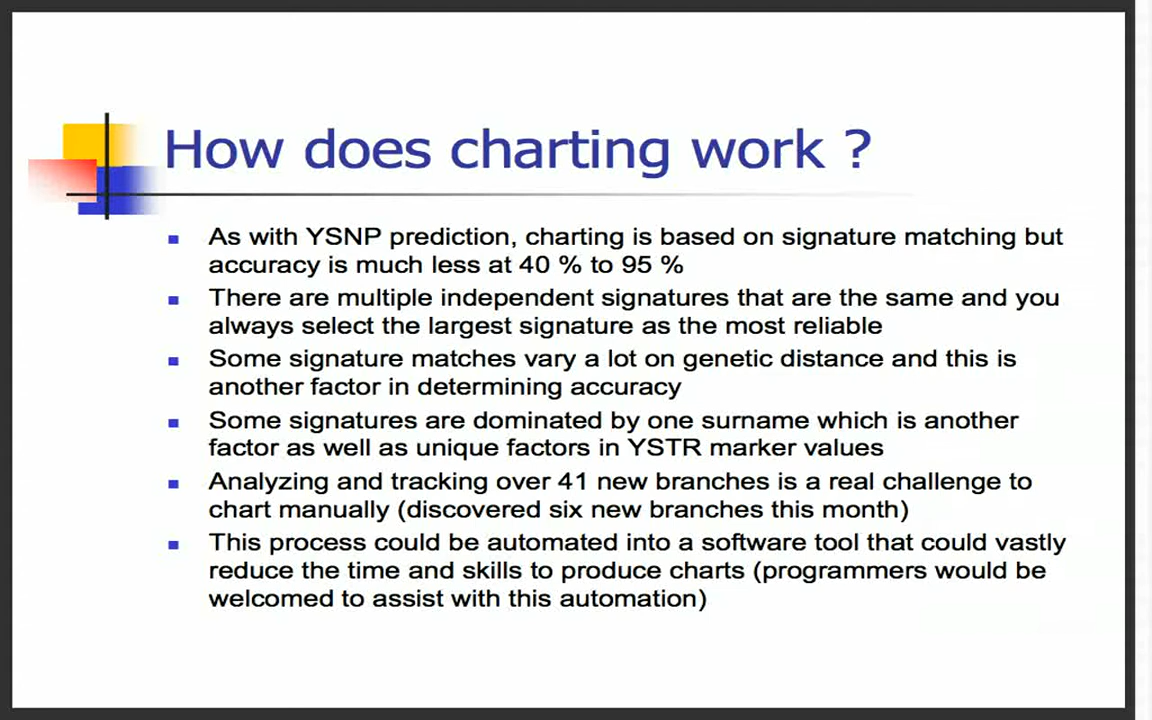 How does charting work ?
As with YSNP prediction, charting is based on signature matching but
accuracy is much less at 40 % to 95 %
There are multiple independent signatures that are the same and you
always select the largest signature as the most reliable
Some signature matches vary a lot on genetic distance and this is
another factor in determining accuracy
Some signatures are dominated by one surname which is another
factor as well as unique factors in YSTR marker values
Analyzing and tracking over 41 new branches is a real challenge to
chart manually (discovered six new branches this month)
This process could be automated into a software tool that could vastly
reduce the time and skills to produce charts (programmers would be
welcomed to assist with this automation)